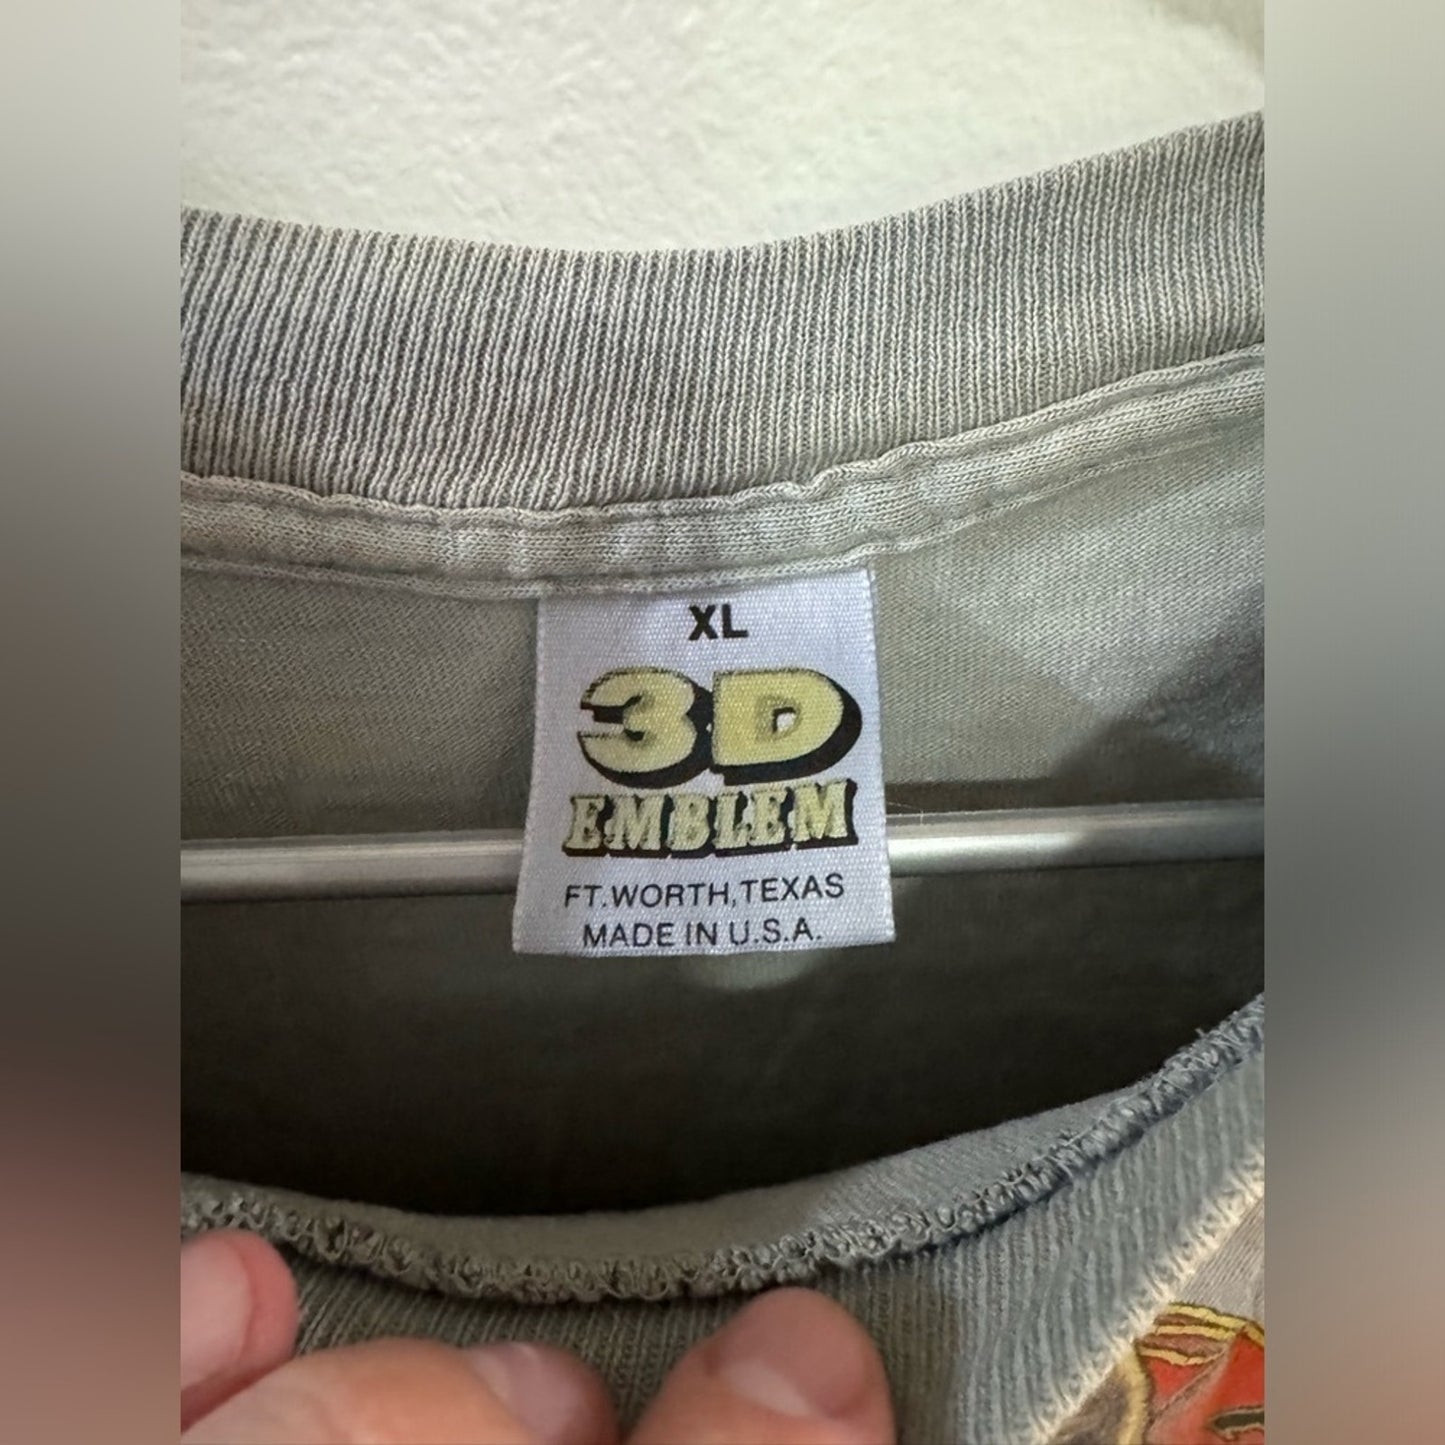 XL
3D
EMBLEM
FT. WORTH, TEXAS
MADE IN U.S.A.